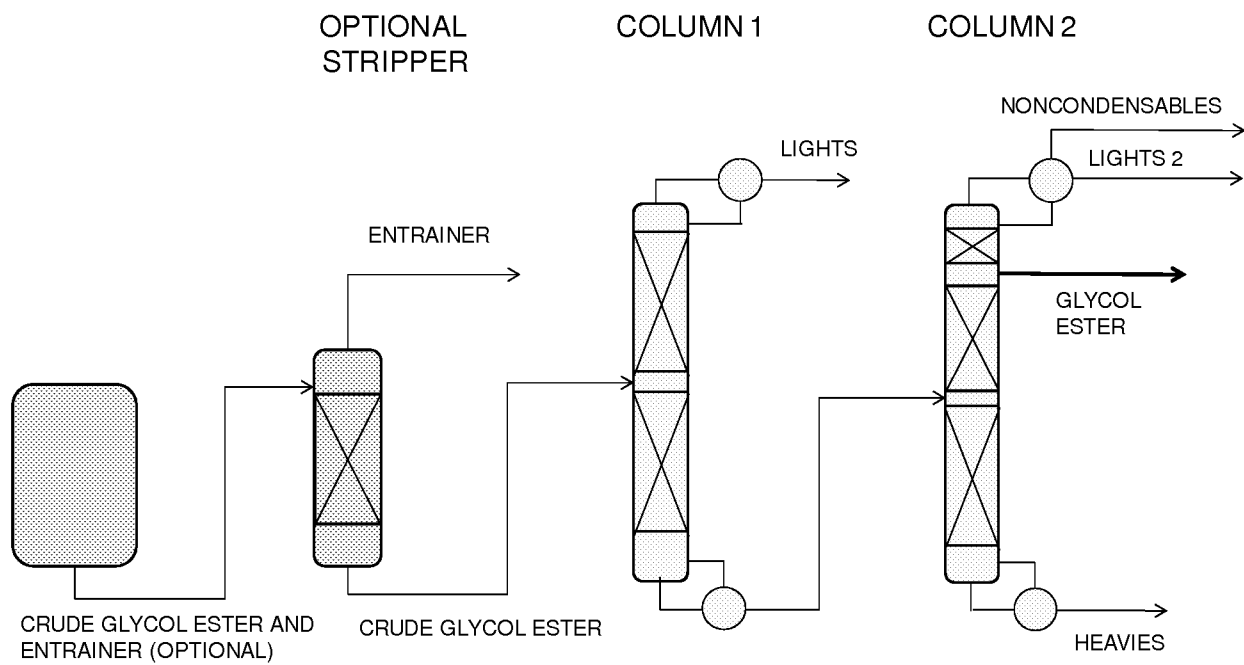 OPTIONAL
STRIPPER
COLUMN 1
COLUMN 2
NONCONDENSABLES
LIGHTS
LIGHTS 2
ENTRAINER
GLYCOL
ESTER
CRUDE GLYCOL ESTER AND
ENTRAINER (OPTIONAL)
CRUDE GLYCOL ESTER
HEAVIES